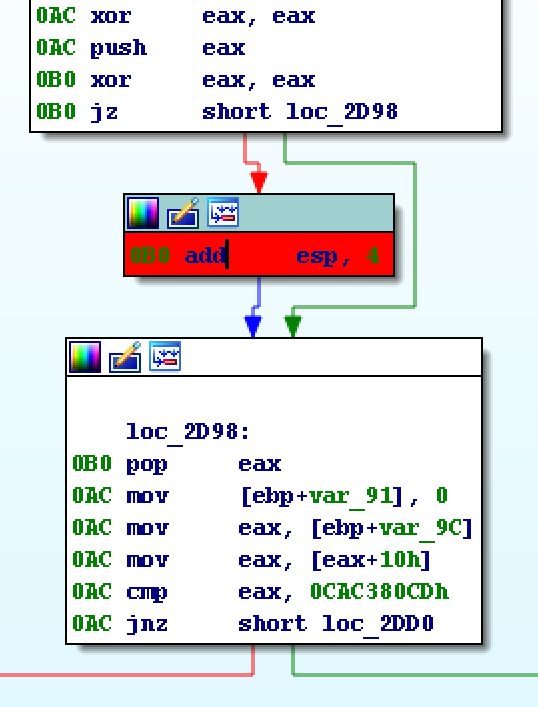 0AC xor eax, eax
0AC push eax
0B0 xor eax, eax
0B0 jz short loc_2D98
0B0 add esp, 4
loc_2D98:
0B0 pop eax
0AC mov [ebp+var_91], 0
0AC mov eax, [ebp+var_9C]
0AC mov eax, [eax+10h]
0AC cmp eax, 0CAC380CDh
0AC jnz short loc_2DD0